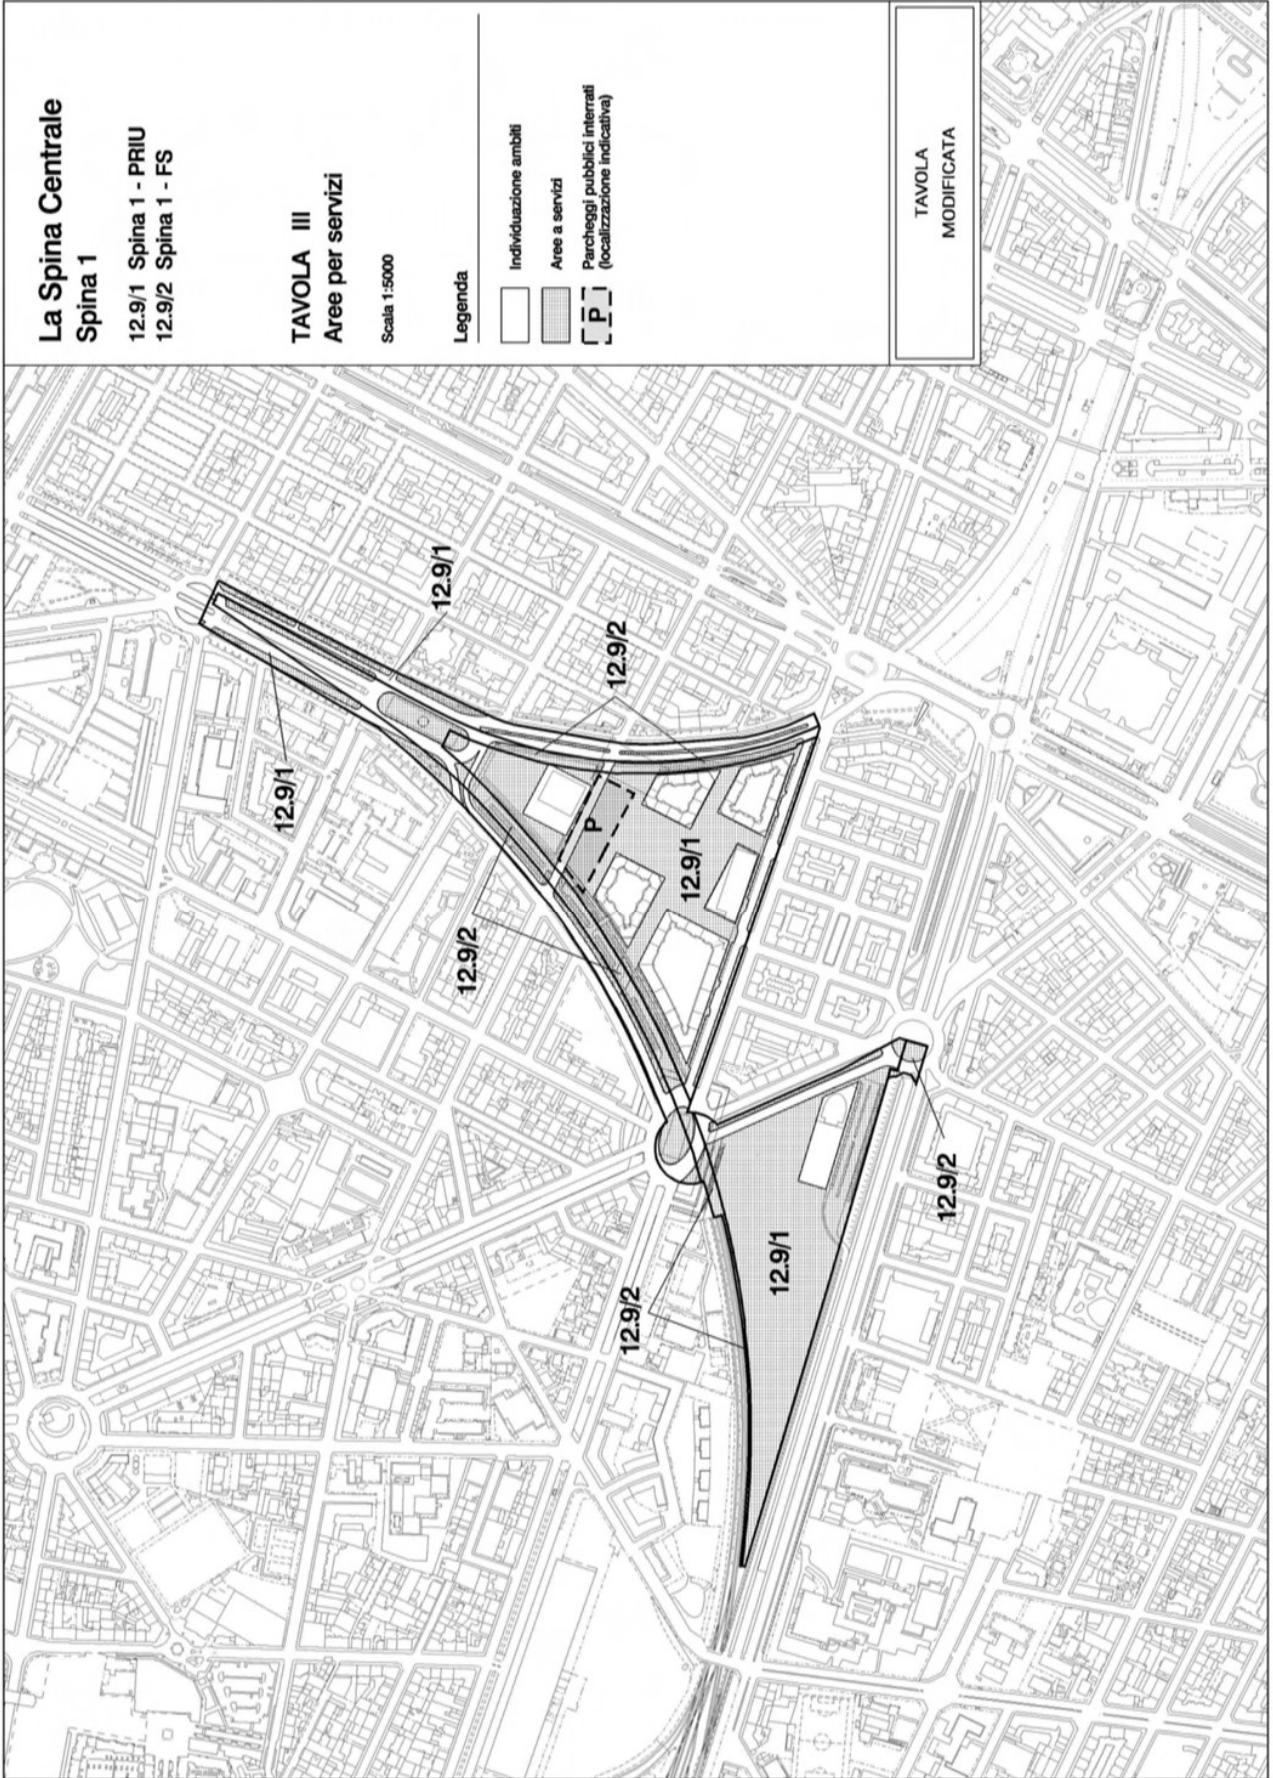 La Spina Centrale
Spina 1
12.9/1 Spina 1 - PRIU
12.9/2 Spina 1 - FS
TAVOLA III
Aree per servizi
Scala 1:5000
Legenda
Individuazione ambiti
Aree a servizi
P
Parcheggi pubblici interrati
(localizzazione indicativa)
TAVOLA
MODIFICATA
12.9/1
12.9/1
12.9/2
12.9/2
P
12.9/1
12.9/2
12.9/1
12.9/2